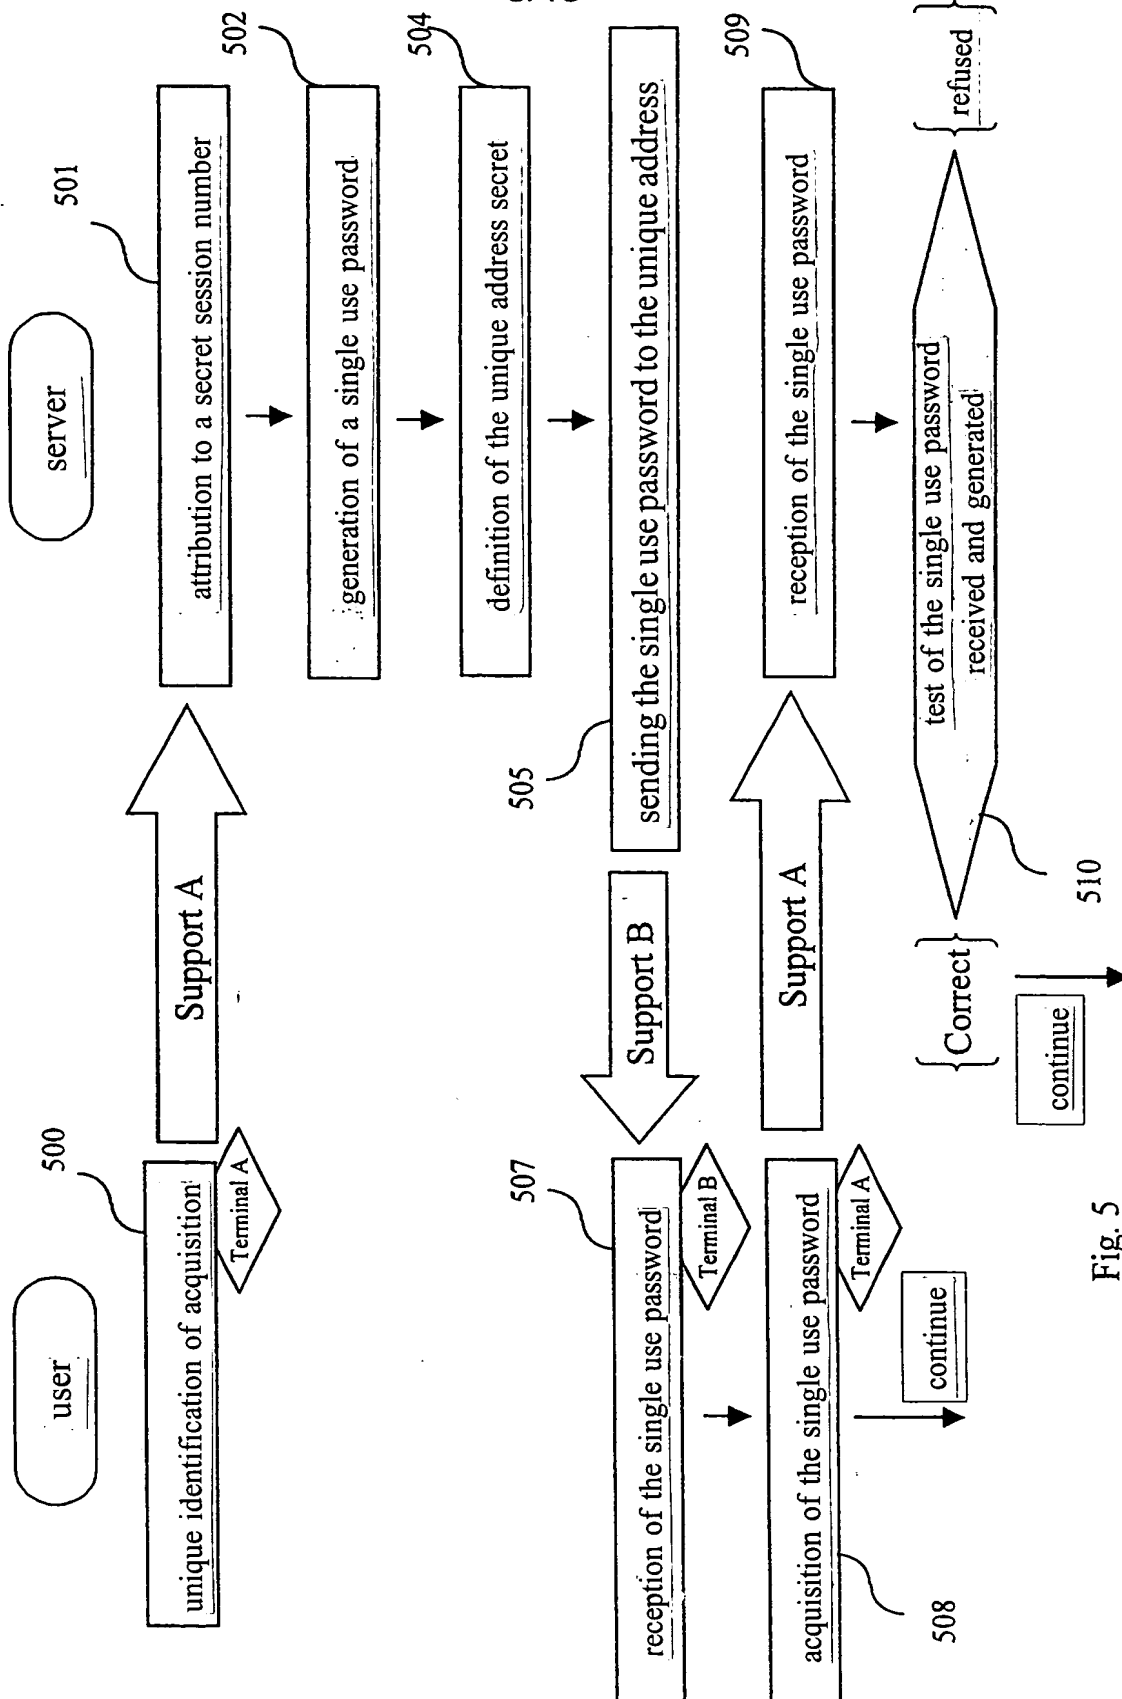 user
server
500
unique identification of acquisition
Terminal A
Support A
501
attribution to a secret session number
502
generation of a single use password
504
definition of the unique address secret
505
sending the single use password to the unique address
Support B
507
reception of the single use password
Terminal B
508
acquisition of the single use password
Terminal A
Support A
509
reception of the single use password
continue
510
test of the single use password
received and generated
Correct
refused
continue
Fig. 5